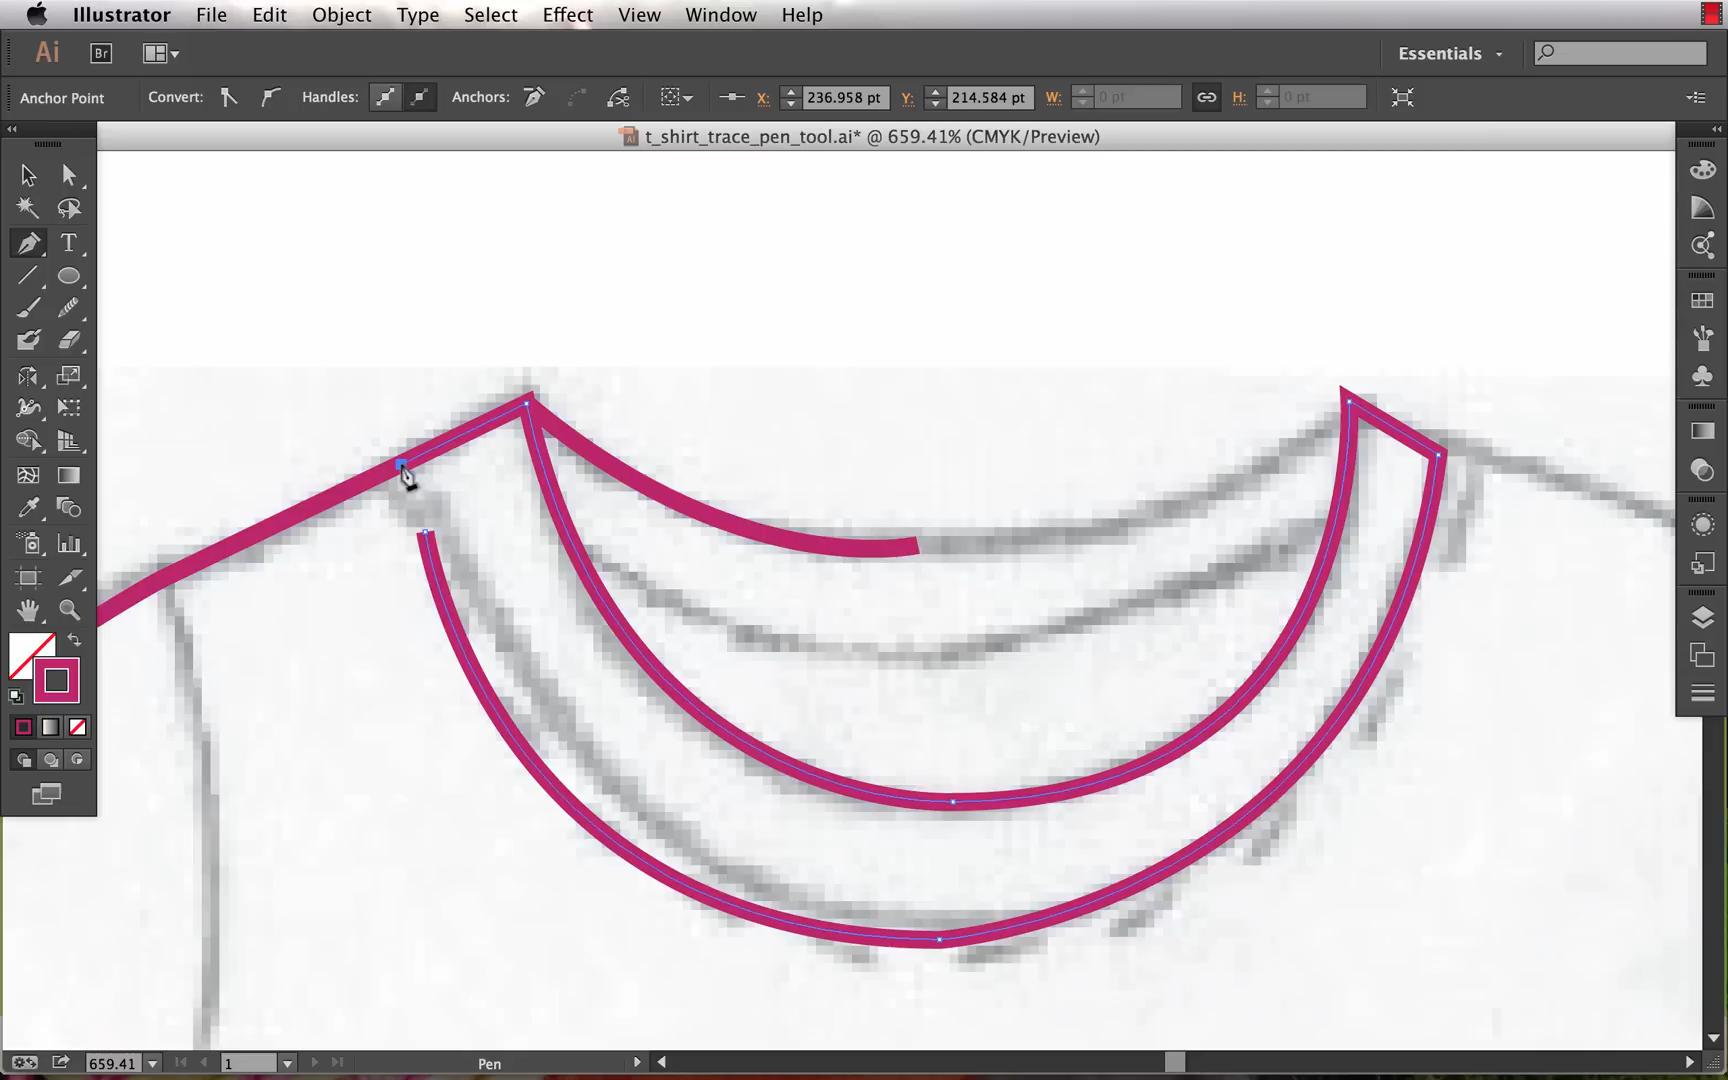 Illustrator File Edit Object Type Select Effect View Window Help
Ai Br Essentials
Anchor Point Convert: Handles: Anchors: X: 236.958 pt Y: 214.584 pt W: 0 pt H: 0 pt
t_shirt_trace_pen_tool.ai* @ 659.41% (CMYK/Preview)
T
659.41 1 Pen